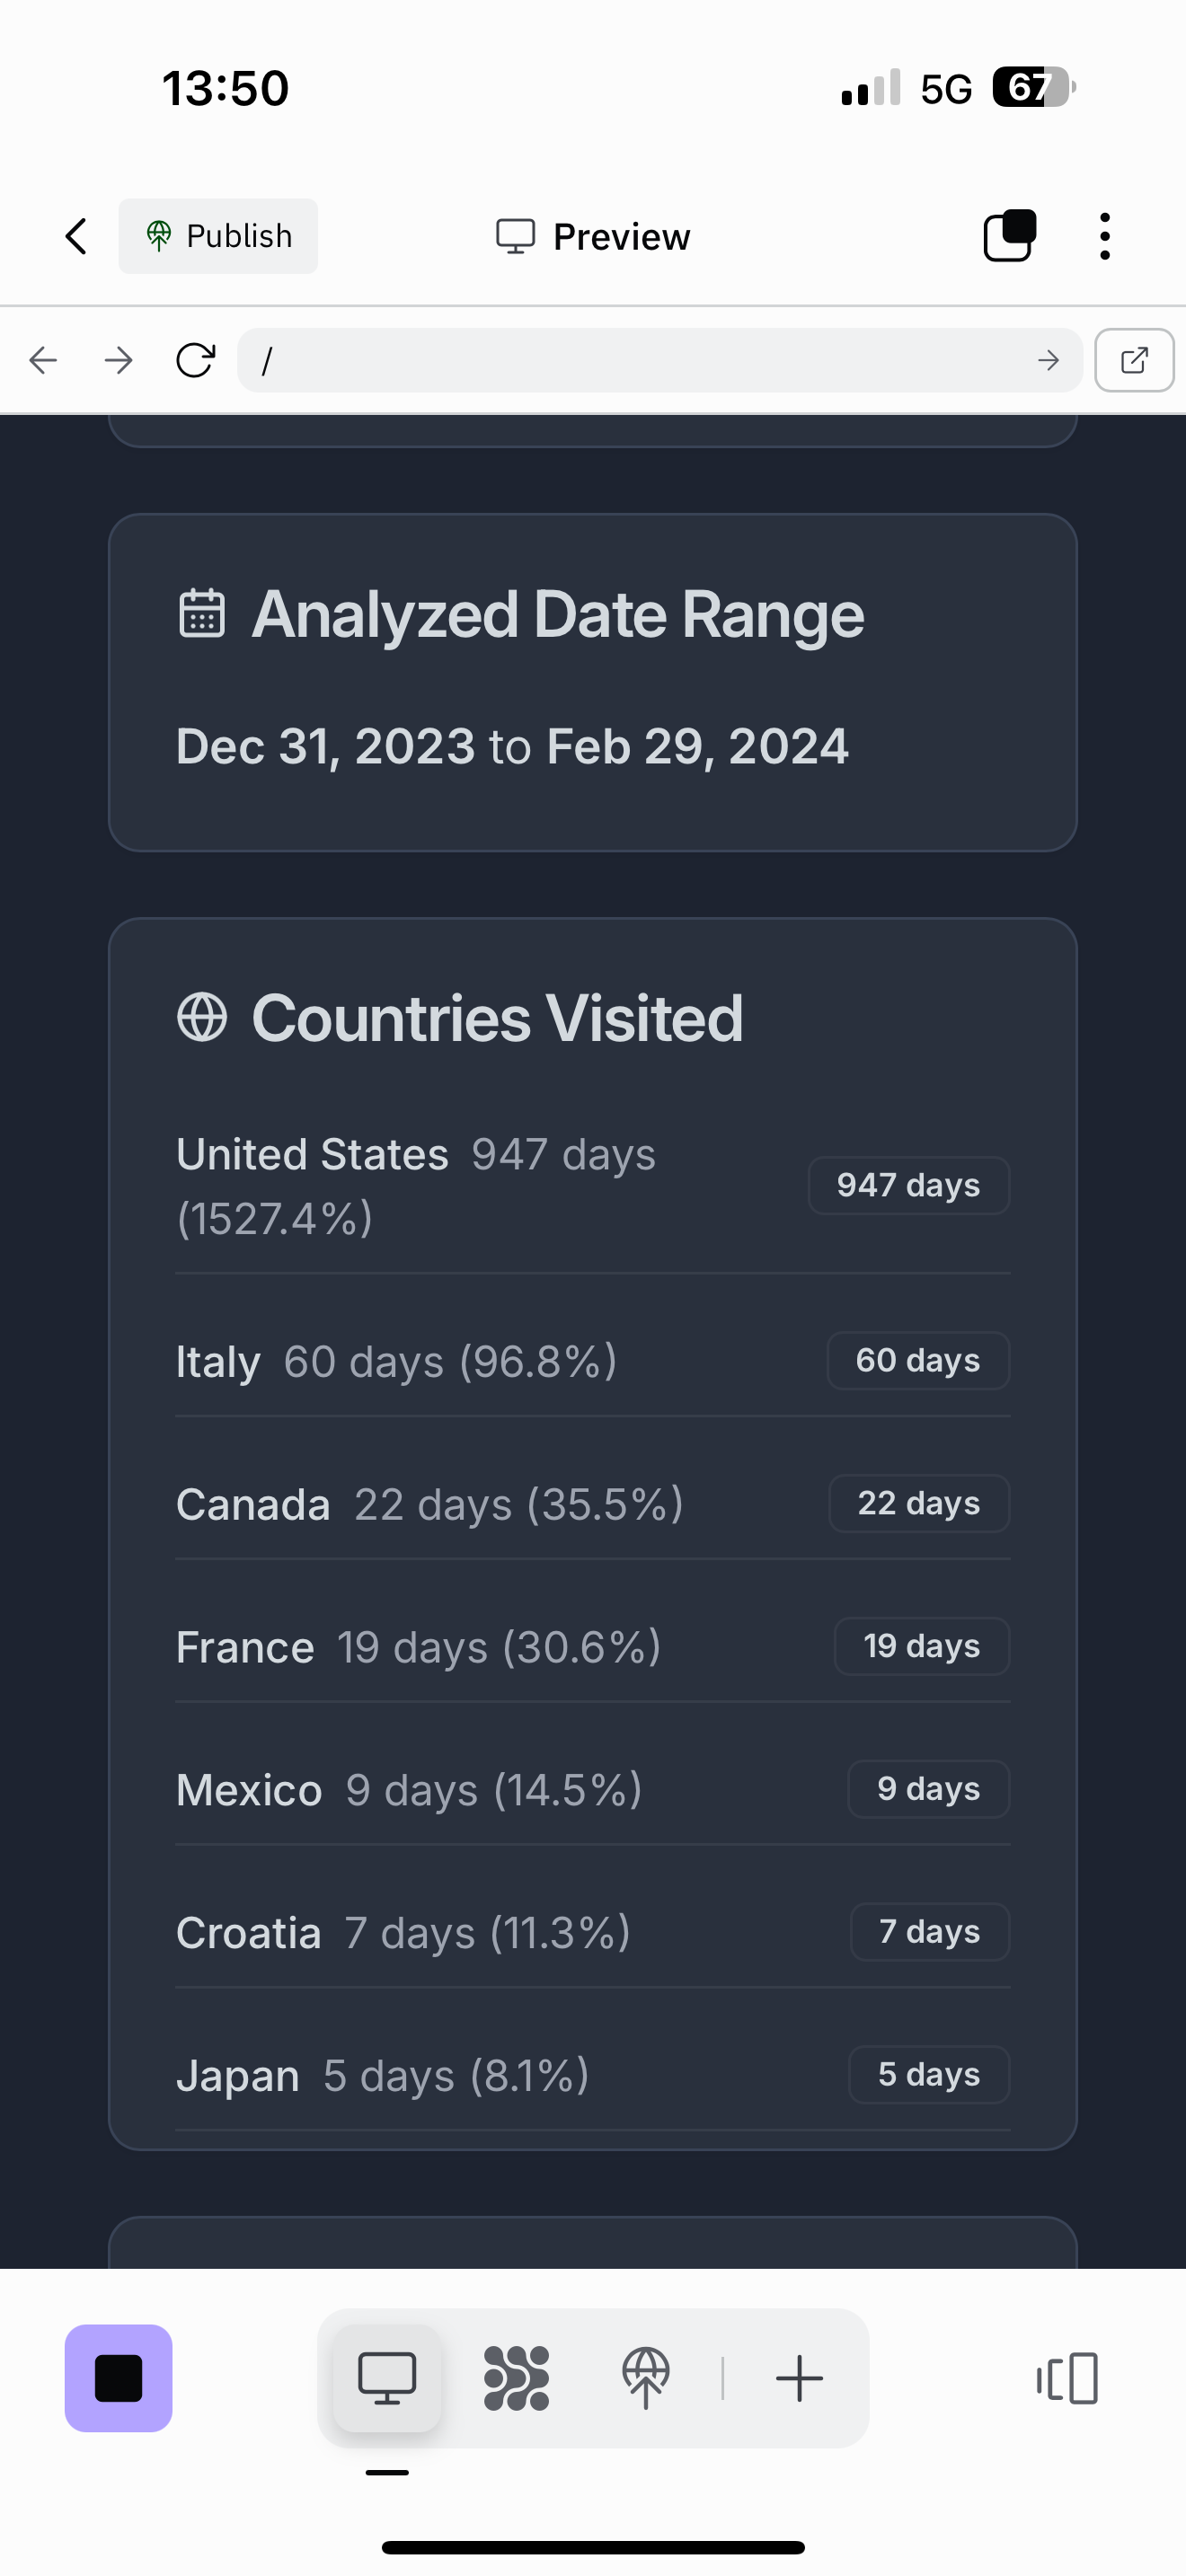 13:50
5G
67
Publish
Preview
/
Analyzed Date Range
Dec 31, 2023 to Feb 29, 2024
Countries Visited
United States 947 days
(1527.4%)
947 days
Italy 60 days (96.8%)
60 days
Canada 22 days (35.5%)
22 days
France 19 days (30.6%)
19 days
Mexico 9 days (14.5%)
9 days
Croatia 7 days (11.3%)
7 days
Japan 5 days (8.1%)
5 days